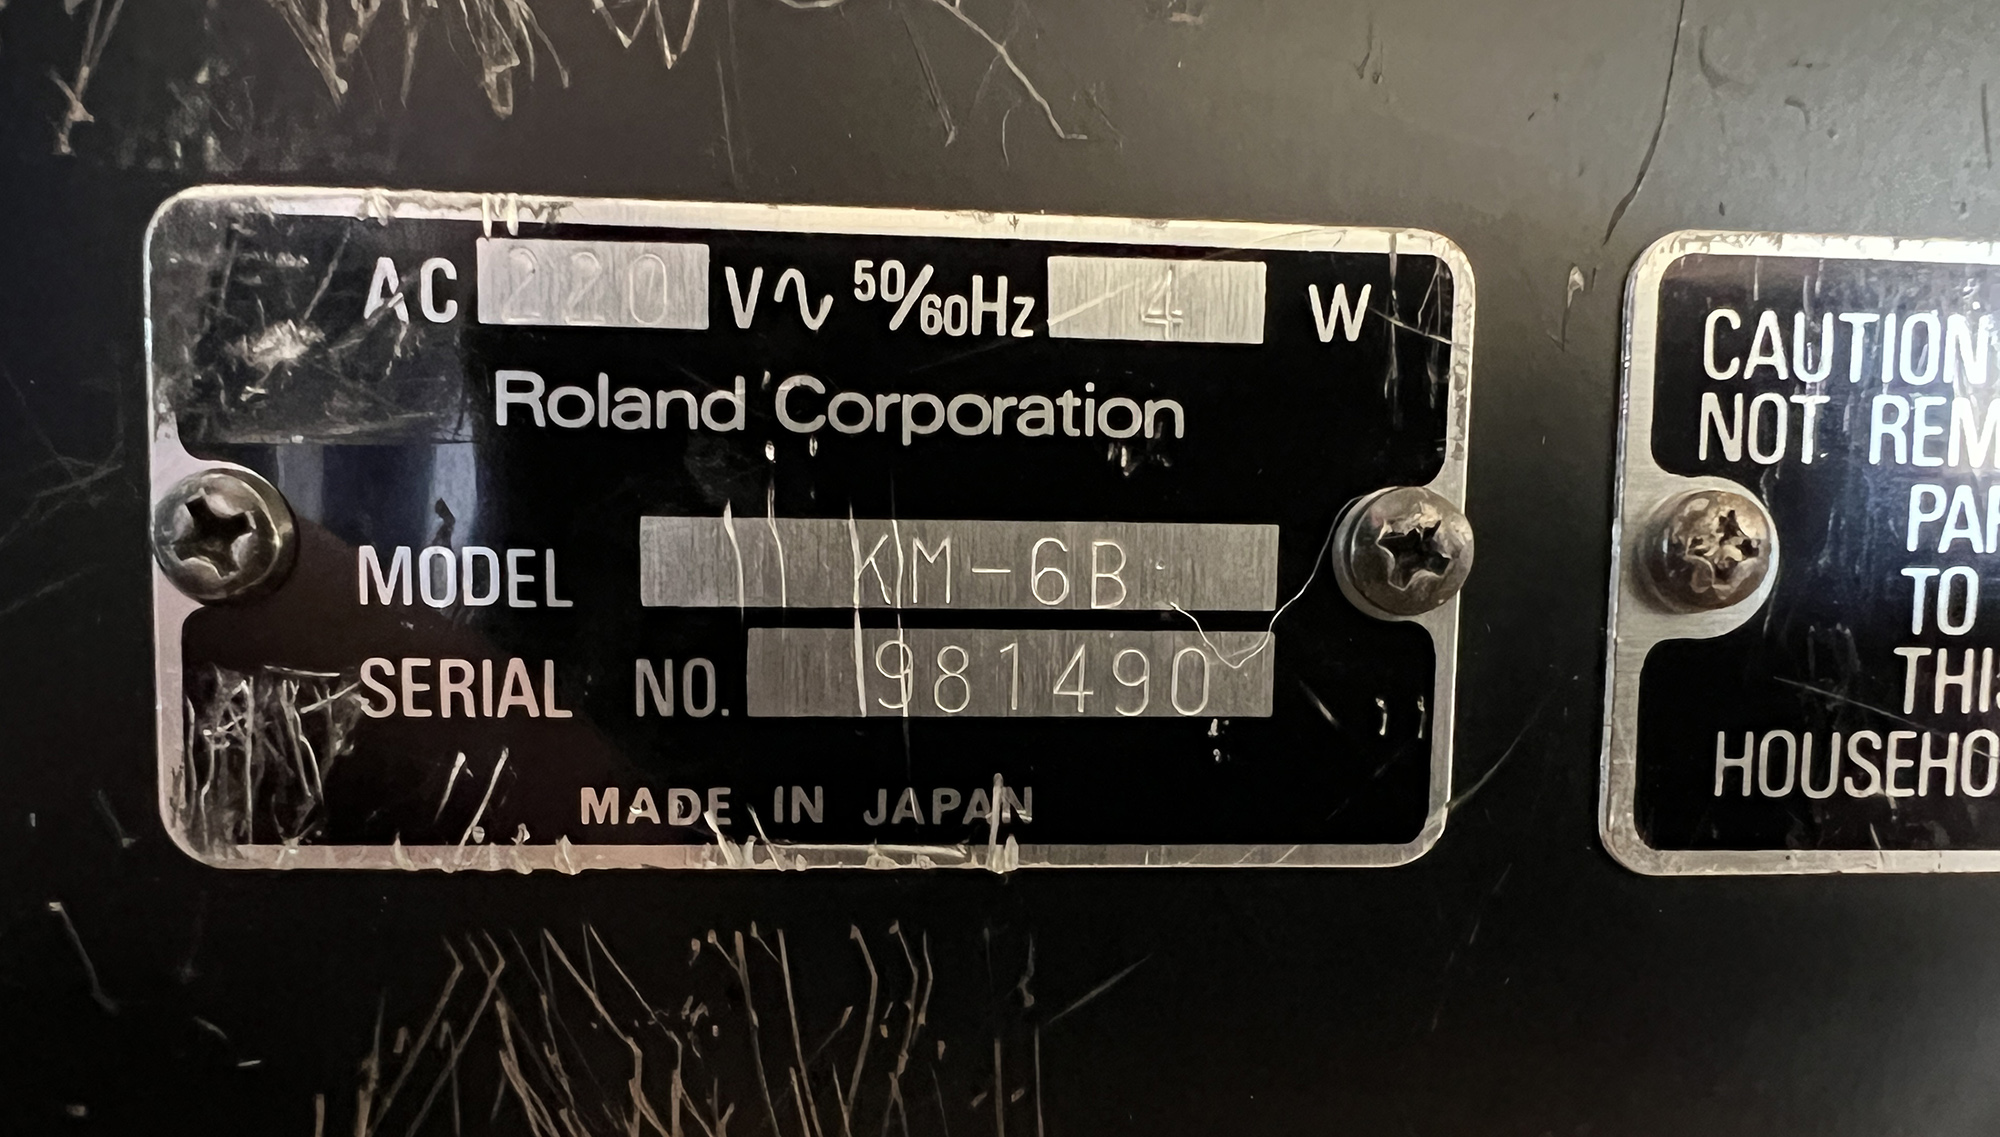 AC 220 V∿ 50/60Hz 4 W
Roland Corporation
MODEL KM-6B
SERIAL NO. 981490
MADE IN JAPAN
CAUTION
NOT REM
PAR
TO
THIS
HOUSEHO